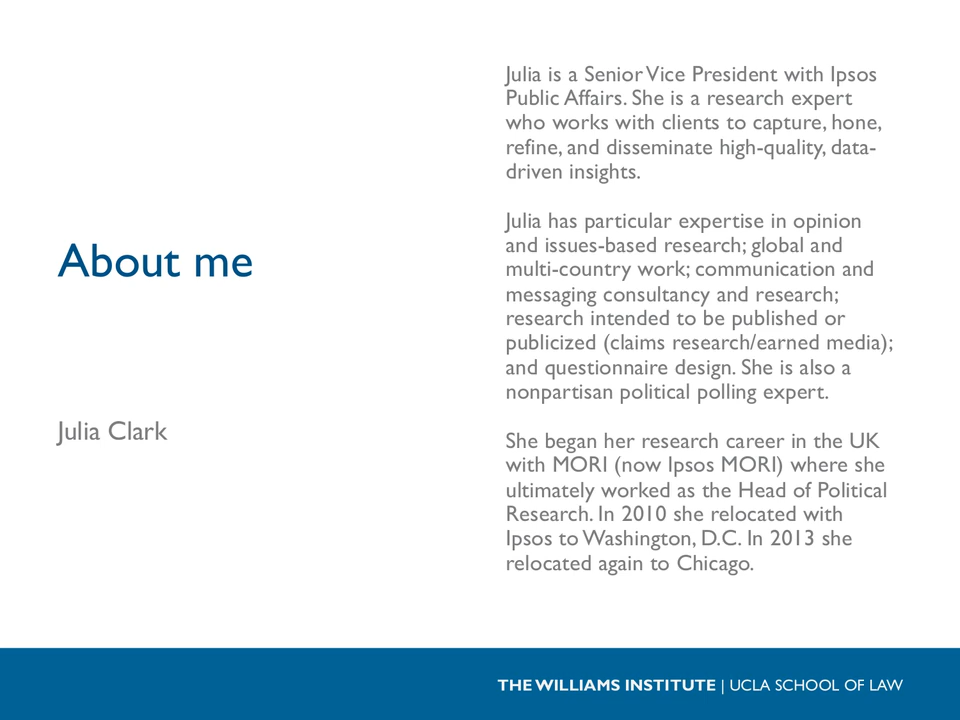 About me
Julia Clark
Julia is a Senior Vice President with Ipsos
Public Affairs. She is a research expert
who works with clients to capture, hone,
refine, and disseminate high-quality, data-
driven insights.
Julia has particular expertise in opinion
and issues-based research; global and
multi-country work; communication and
messaging consultancy and research;
research intended to be published or
publicized (claims research/earned media);
and questionnaire design. She is also a
nonpartisan political polling expert.
She began her research career in the UK
with MORI (now Ipsos MORI) where she
ultimately worked as the Head of Political
Research. In 2010 she relocated with
Ipsos to Washington, D.C. In 2013 she
relocated again to Chicago.
THE WILLIAMS INSTITUTE | UCLA SCHOOL OF LAW